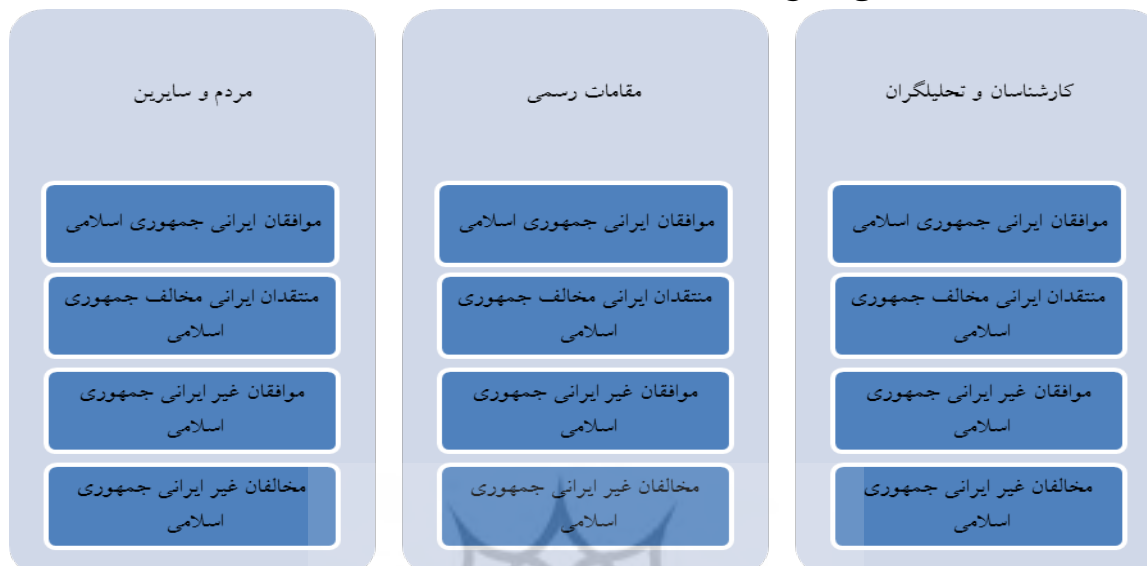 کارشناسان و تحلیلگران
موافقان ایرانی جمهوری اسلامی
منتقدان ایرانی مخالف جمهوری
اسلامی
موافقان غیر ایرانی جمهوری
اسلامی
مخالفان غیر ایرانی جمهوری
اسلامی
مقامات رسمی
موافقان ایرانی جمهوری اسلامی
منتقدان ایرانی مخالف جمهوری
اسلامی
موافقان غیر ایرانی جمهوری
اسلامی
مخالفان غیر ایرانی جمهوری
اسلامی
مردم و سایرین
موافقان ایرانی جمهوری اسلامی
منتقدان ایرانی مخالف جمهوری
اسلامی
موافقان غیر ایرانی جمهوری
اسلامی
مخالفان غیر ایرانی جمهوری
اسلامی